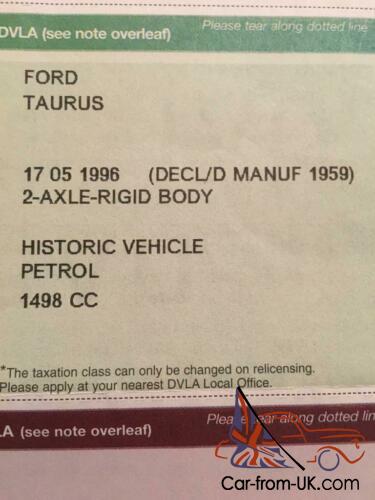 DVLA (see note overleaf) Please tear along dotted line
FORD
TAURUS
17 05 1996 (DECL/D MANUF 1959)
2-AXLE-RIGID BODY
HISTORIC VEHICLE
PETROL
1498 CC
*The taxation class can only be changed on relicensing.
Please apply at your nearest DVLA Local Office.
LA (see note overleaf) Please tear along dotted line
Car-from-UK.com